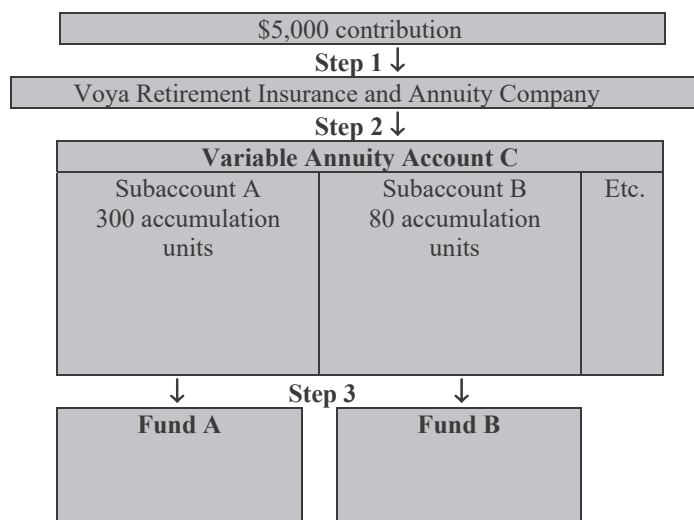 $5,000 contribution
Step 1 ↓
Voya Retirement Insurance and Annuity Company
Step 2 ↓
Variable Annuity Account C
Subaccount A
300 accumulation
units
Subaccount B
80 accumulation
units
Etc.
↓ Step 3 ↓
Fund A
Fund B